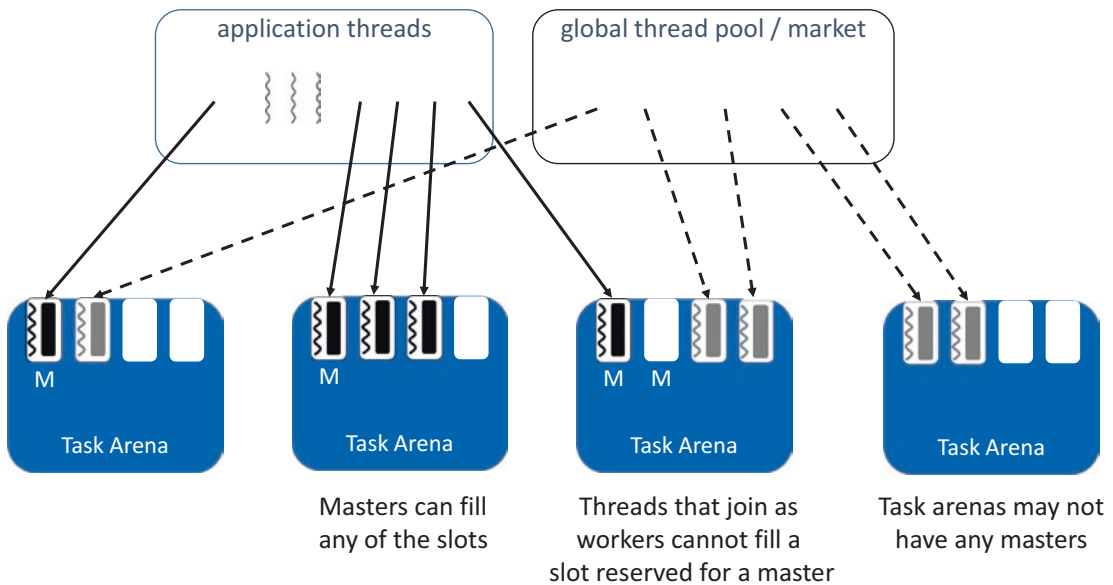 application threads
global thread pool / market
M
M
M
M
Task Arena
Task Arena
Task Arena
Task Arena
Masters can fill
any of the slots
Threads that join as
workers cannot fill a
slot reserved for a master
Task arenas may not
have any masters